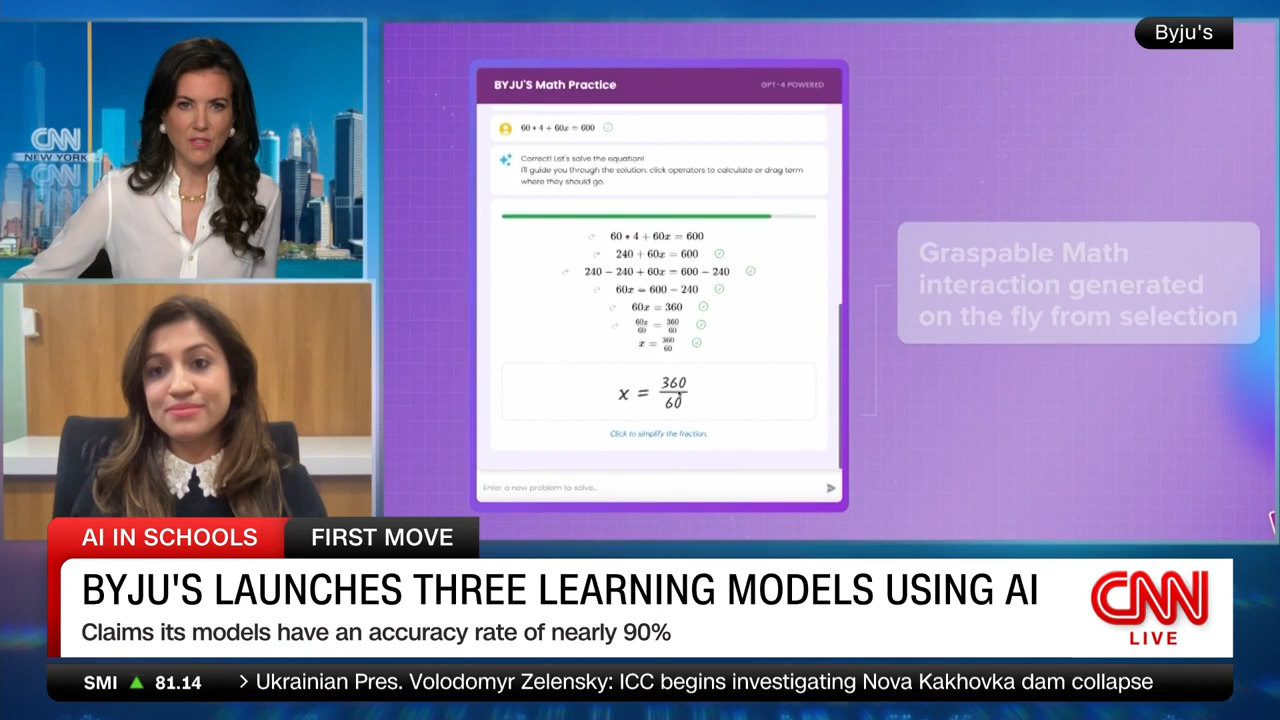 Byju's
CNN
NEW YORK
CNN
BYJU'S Math Practice
GPT-4 POWERED
60 * 4 + 60x = 600
Correct! Let's solve the equation!
I'll guide you through the solution: click operators to calculate or drag term
where they should go.
60 * 4 + 60x = 600
240 + 60x = 600
240 − 240 + 60x = 600 − 240
60x = 600 − 240
60x = 360
60x/60 = 360/60
x = 360/60
x = 360/60
Click to simplify the fraction.
Enter a new problem to solve...
Graspable Math
interaction generated
on the fly from selection
AI IN SCHOOLS
FIRST MOVE
BYJU'S LAUNCHES THREE LEARNING MODELS USING AI
Claims its models have an accuracy rate of nearly 90%
CNN
LIVE
SMI ▲ 81.14 > Ukrainian Pres. Volodomyr Zelensky: ICC begins investigating Nova Kakhovka dam collapse